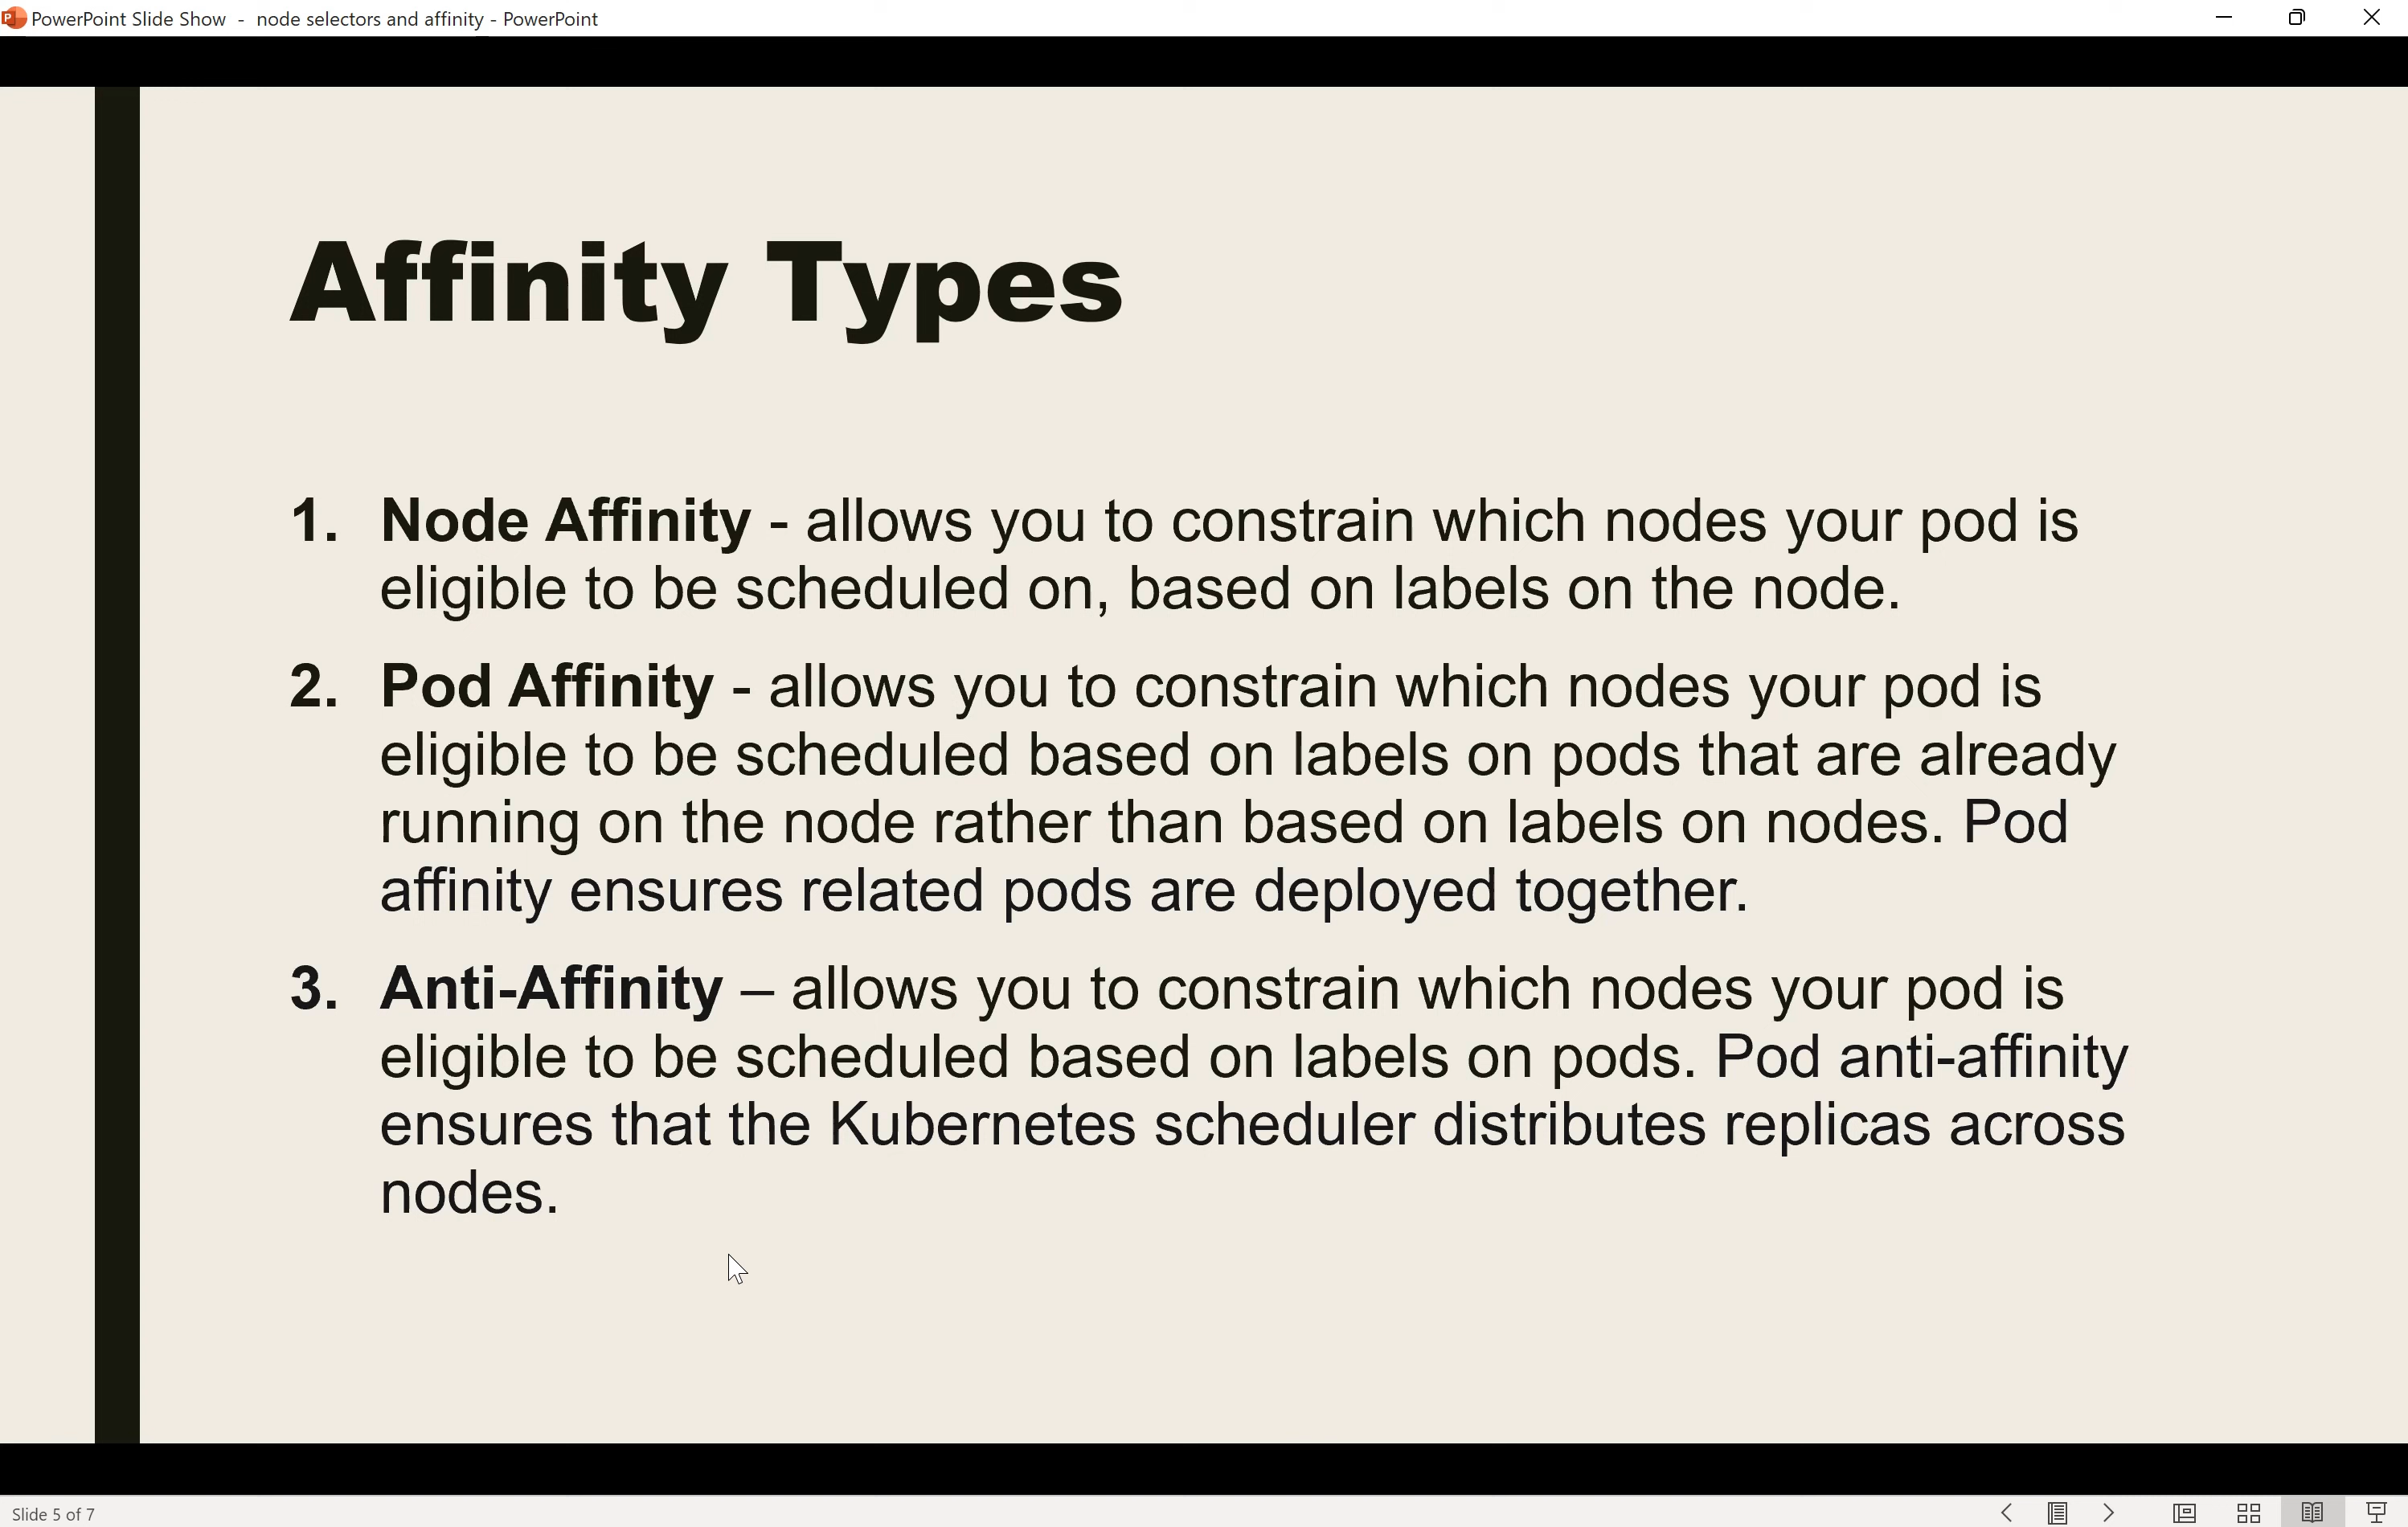 PowerPoint Slide Show - node selectors and affinity - PowerPoint
Affinity Types
1. Node Affinity - allows you to constrain which nodes your pod is
eligible to be scheduled on, based on labels on the node.
2. Pod Affinity - allows you to constrain which nodes your pod is
eligible to be scheduled based on labels on pods that are already
running on the node rather than based on labels on nodes. Pod
affinity ensures related pods are deployed together.
3. Anti-Affinity – allows you to constrain which nodes your pod is
eligible to be scheduled based on labels on pods. Pod anti-affinity
ensures that the Kubernetes scheduler distributes replicas across
nodes.
Slide 5 of 7